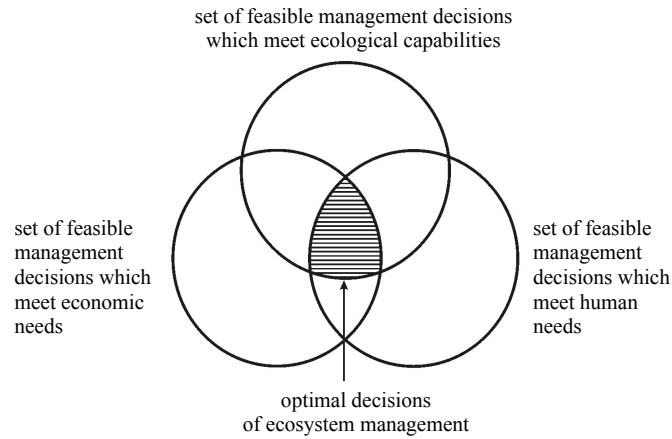 set of feasible management decisions
which meet ecological capabilities
set of feasible
management
decisions which
meet economic
needs
set of feasible
management
decisions which
meet human
needs
optimal decisions
of ecosystem management